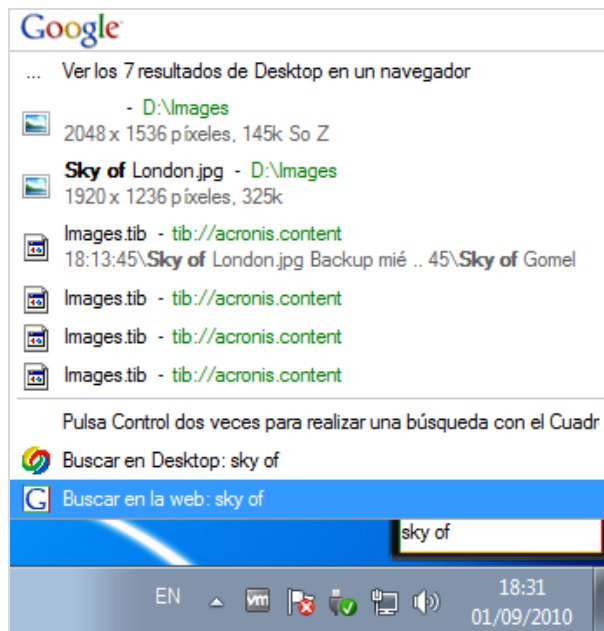 Google
... Ver los 7 resultados de Desktop en un navegador
- D:\Images
2048 x 1536 píxeles, 145k So Z
Sky of London.jpg - D:\Images
1920 x 1236 píxeles, 325k
Images.tib - tib://acronis.content
18:13:45\Sky of London.jpg Backup mié .. 45\Sky of Gomel
Images.tib - tib://acronis.content
Images.tib - tib://acronis.content
Images.tib - tib://acronis.content
Pulsa Control dos veces para realizar una búsqueda con el Cuadr
Buscar en Desktop: sky of
G Buscar en la web: sky of
sky of
EN vm 18:31
01/09/2010